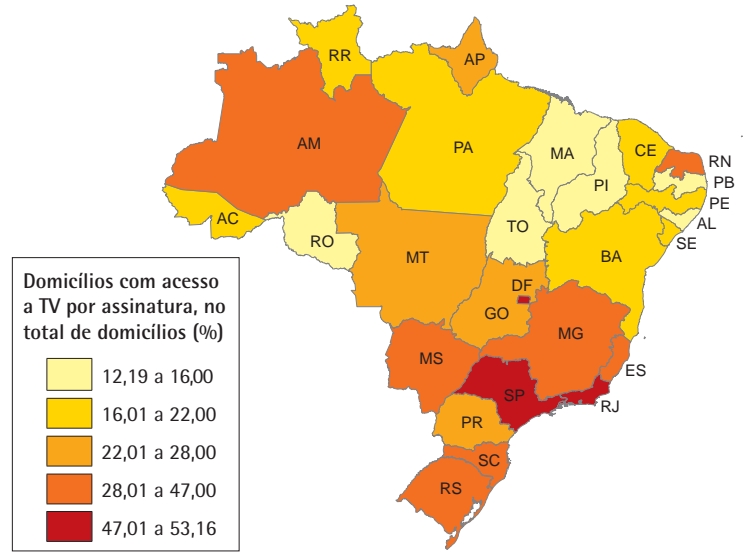 RR
AP
AM
PA
MA
CE
RN
PB
PI
PE
AL
AC
TO
SE
RO
BA
MT
DF
GO
MG
MS
ES
SP
RJ
PR
SC
RS
Domicílios com acesso
a TV por assinatura, no
total de domicílios (%)
12,19 a 16,00
16,01 a 22,00
22,01 a 28,00
28,01 a 47,00
47,01 a 53,16